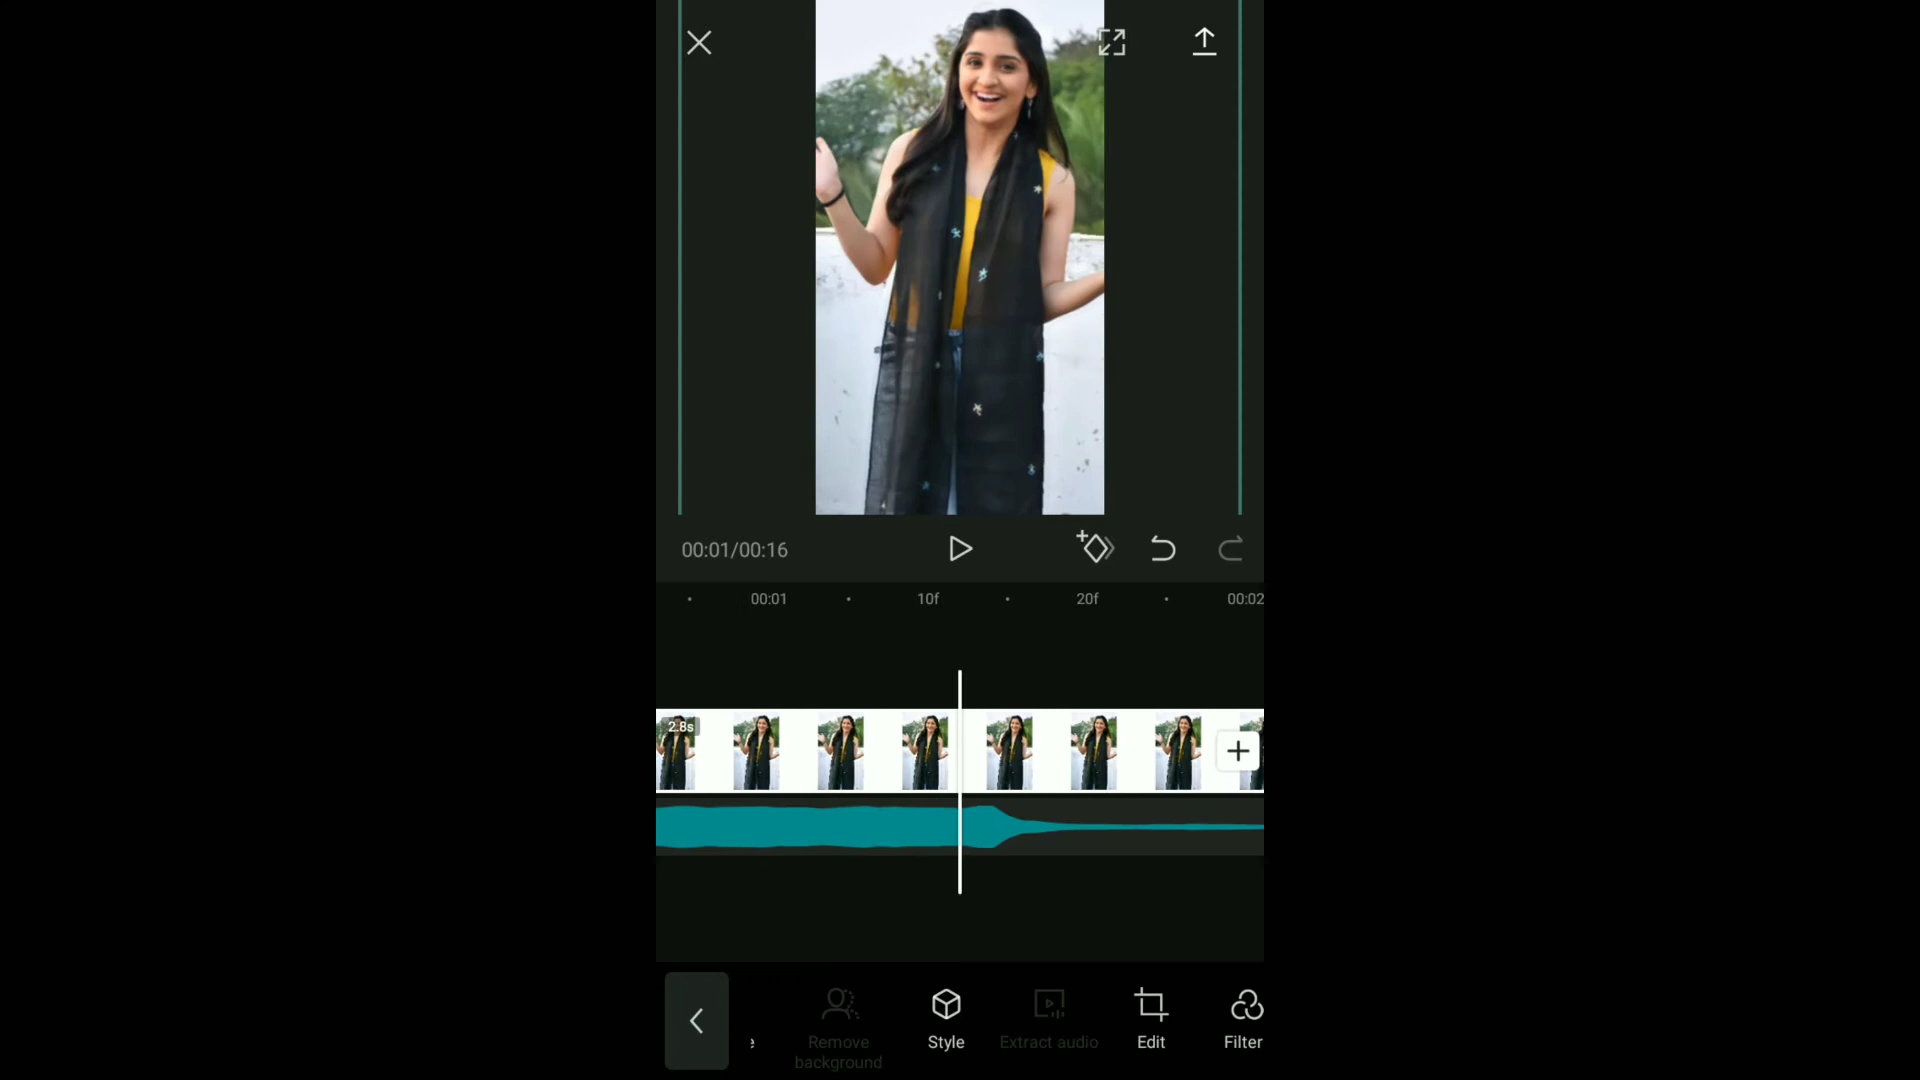 00:01/00:16
00:01
10f
20f
00:02
2.8s
e
Remove
background
Style
Extract audio
Edit
Filter